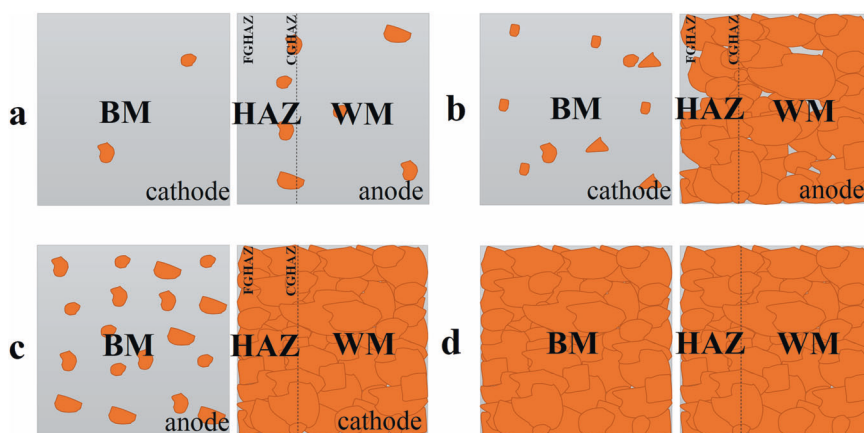 a
BM
cathode
FGHAZ
CGHAZ
HAZ
WM
anode
b
BM
cathode
FGHAZ
CGHAZ
HAZ
WM
anode
c
BM
anode
FGHAZ
CGHAZ
HAZ
WM
cathode
d
BM
HAZ
WM